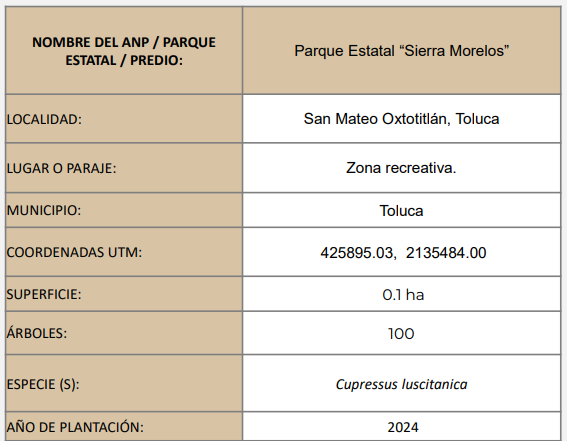 NOMBRE DEL ANP / PARQUE
ESTATAL / PREDIO:
Parque Estatal “Sierra Morelos”
LOCALIDAD:
San Mateo Oxtotitlán, Toluca
LUGAR O PARAJE:
Zona recreativa.
MUNICIPIO:
Toluca
COORDENADAS UTM:
425895.03, 2135484.00
SUPERFICIE:
0.1 ha
ÁRBOLES:
100
ESPECIE (S):
Cupressus luscitanica
AÑO DE PLANTACIÓN:
2024